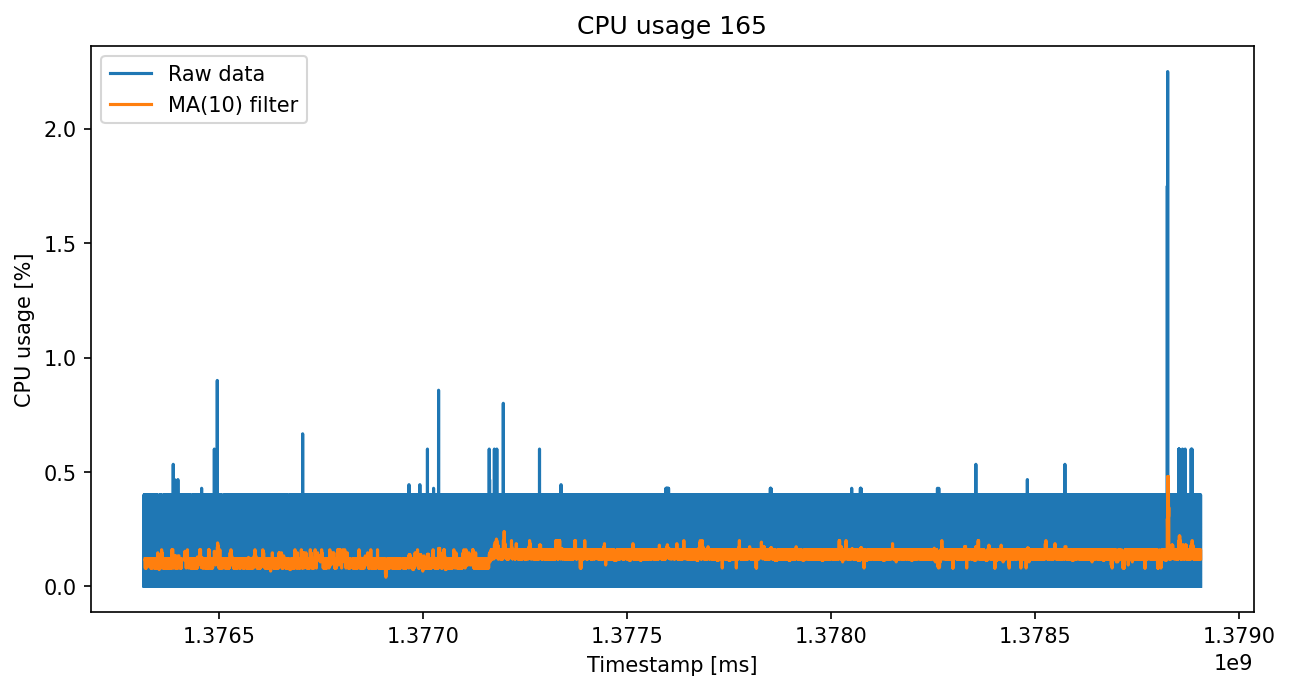 CPU usage 165
Raw data
MA(10) filter
CPU usage [%]
2.0
1.5
1.0
0.5
0.0
1.3765 1.3770 1.3775 1.3780 1.3785 1.3790
1e9
Timestamp [ms]